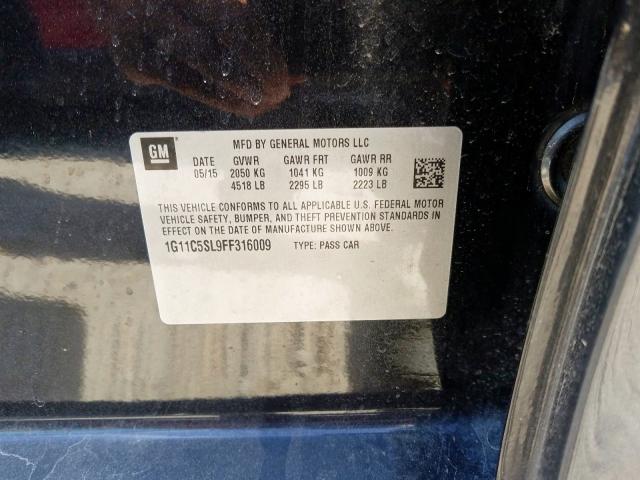 GM
MFD BY GENERAL MOTORS LLC
DATE GVWR GAWR FRT GAWR RR
05/15 2050 KG 1041 KG 1009 KG
4518 LB 2295 LB 2223 LB
THIS VEHICLE CONFORMS TO ALL APPLICABLE U.S. FEDERAL MOTOR
VEHICLE SAFETY, BUMPER, AND THEFT PREVENTION STANDARDS IN
EFFECT ON THE DATE OF MANUFACTURE SHOWN ABOVE.
1G11C5SL9FF316009 TYPE: PASS CAR